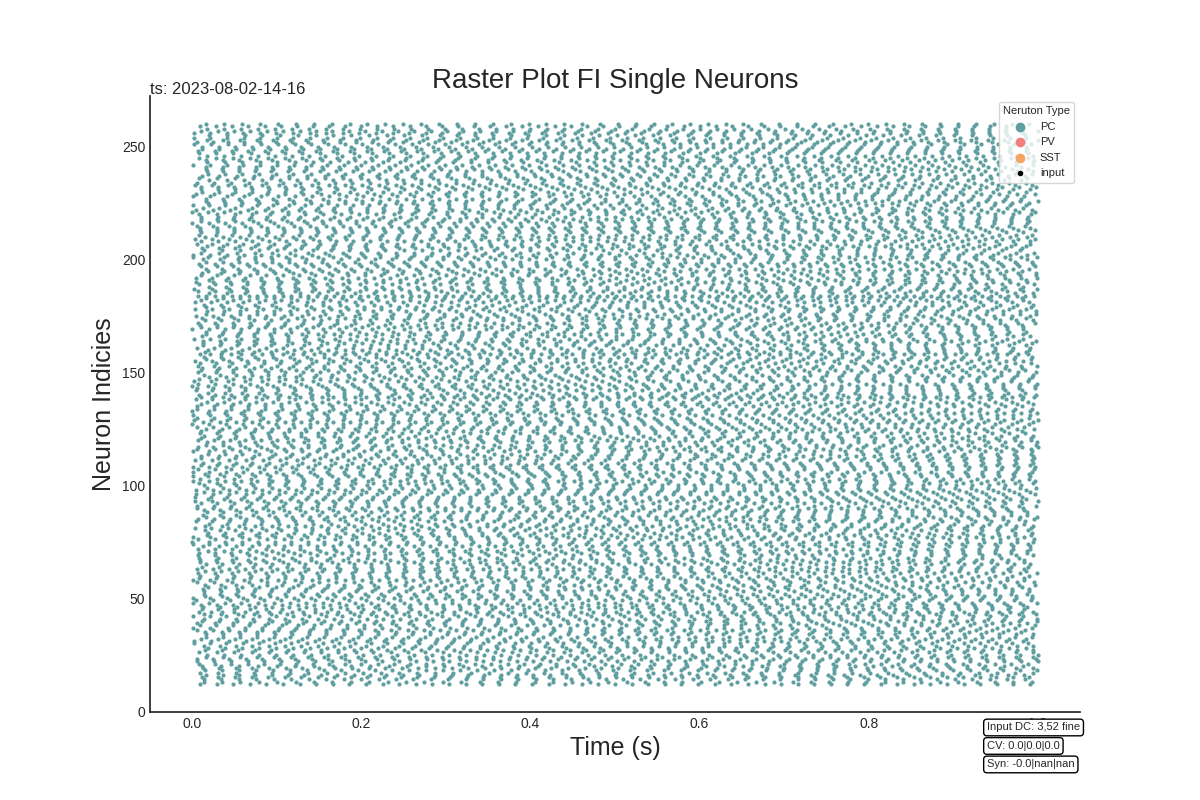 Raster Plot FI Single Neurons
ts: 2023-08-02-14-16
Neruton Type
PC
PV
SST
input
250
200
150
100
50
0
Neuron Indicies
0.0 0.2 0.4 0.6 0.8
Time (s)
Input DC: 3,52 fine
CV: 0.0|0.0|0.0
Syn: -0.0|nan|nan